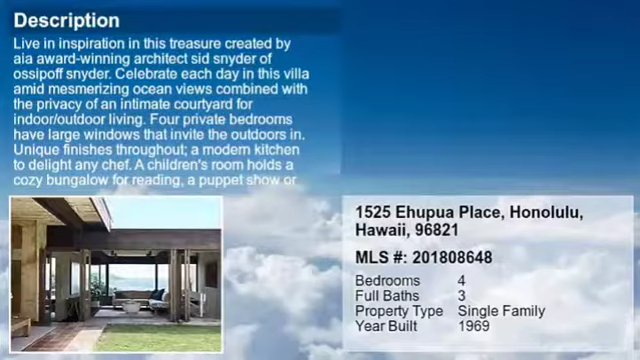 Description
Live in inspiration in this treasure created by
aia award-winning architect sid snyder of
ossipoff snyder. Celebrate each day in this villa
amid mesmerizing ocean views combined with
the privacy of an intimate courtyard for
indoor/outdoor living. Four private bedrooms
have large windows that invite the outdoors in.
Unique finishes throughout; a modern kitchen
to delight any chef. A children's room holds a
cozy bungalow for reading, a puppet show or
1525 Ehupua Place, Honolulu,
Hawaii, 96821
MLS #: 201808648
Bedrooms 4
Full Baths 3
Property Type Single Family
Year Built 1969